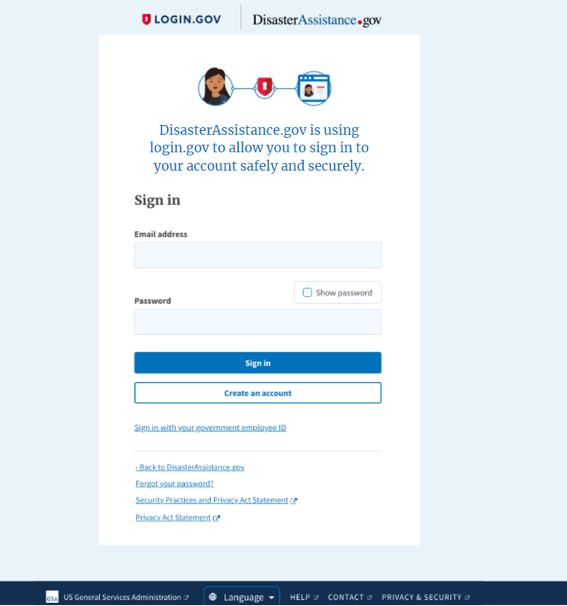 LOGIN.GOV
DisasterAssistance.gov
DisasterAssistance.gov is using
login.gov to allow you to sign in to
your account safely and securely.
Sign in
Email address
Show password
Password
Sign in
Create an account
Sign in with your government employee ID
‹ Back to DisasterAssistance.gov
Forgot your password?
Security Practices and Privacy Act Statement
Privacy Act Statement
GSA US General Services Administration Language HELP CONTACT PRIVACY & SECURITY